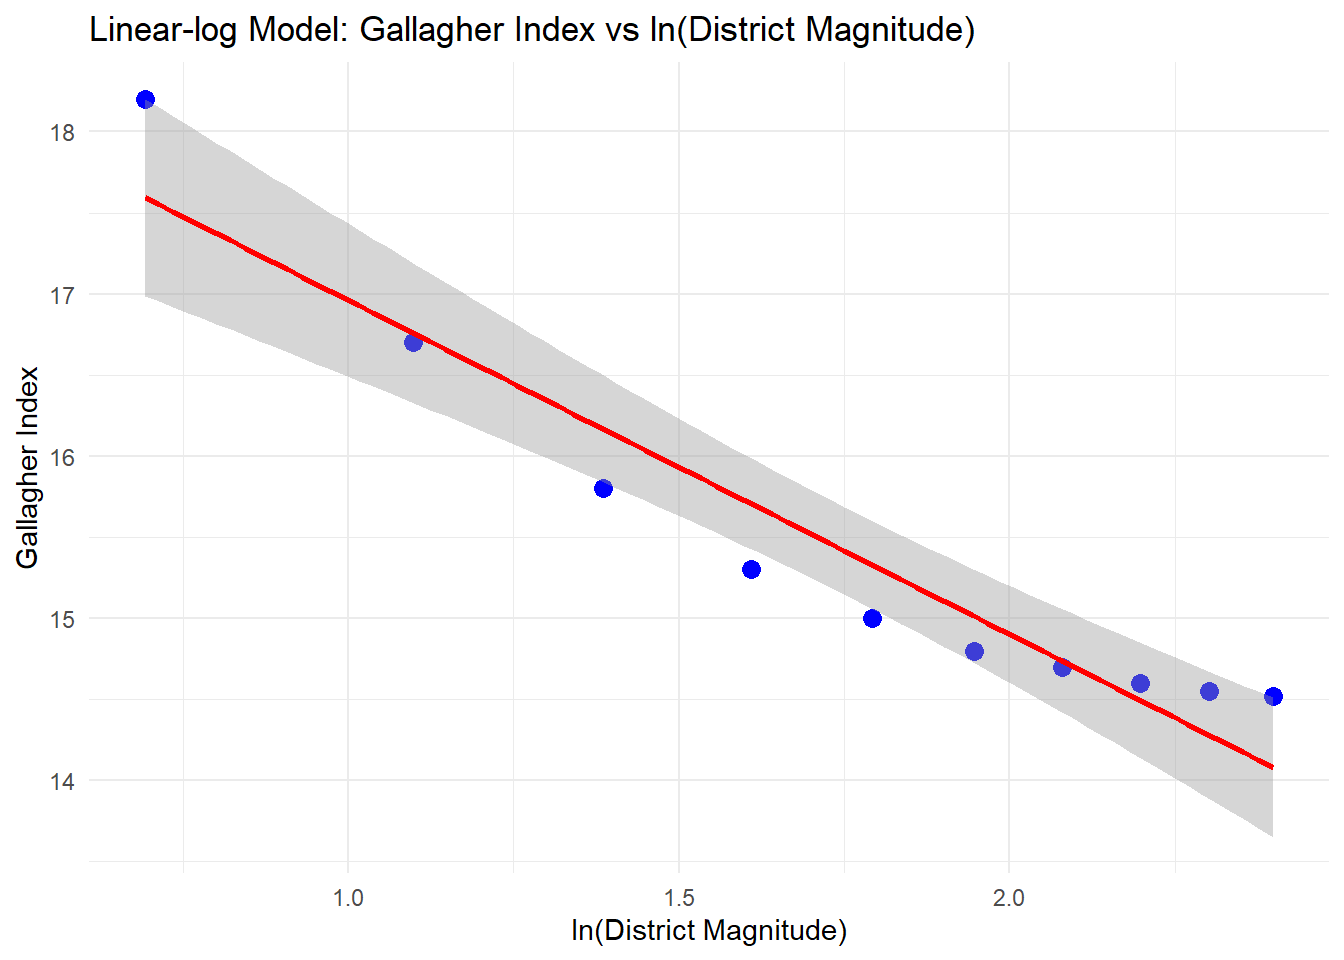 Linear-log Model: Gallagher Index vs ln(District Magnitude)
Gallagher Index
18
17
16
15
14
1.0 1.5 2.0
ln(District Magnitude)